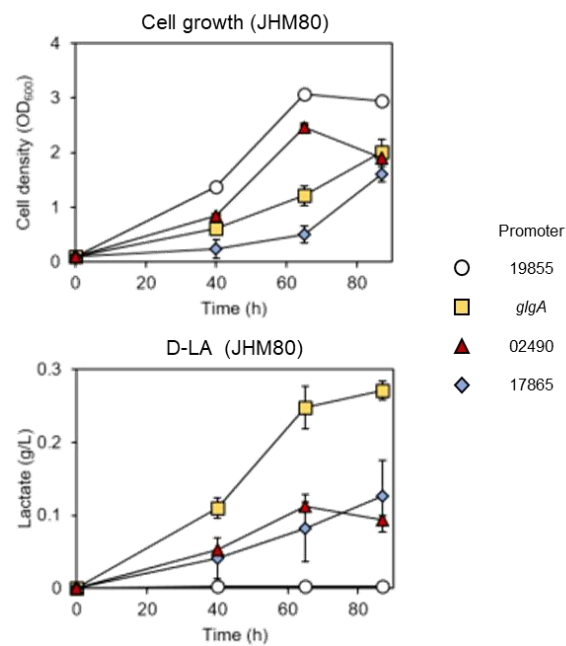 Cell growth (JHM80)
Cell density (OD₆₀₀)
4
3
2
1
0
0 20 40 60 80
Time (h)
Promoter
19855
glgA
02490
17865
D-LA (JHM80)
Lactate (g/L)
0.3
0.2
0.1
0
0 20 40 60 80
Time (h)